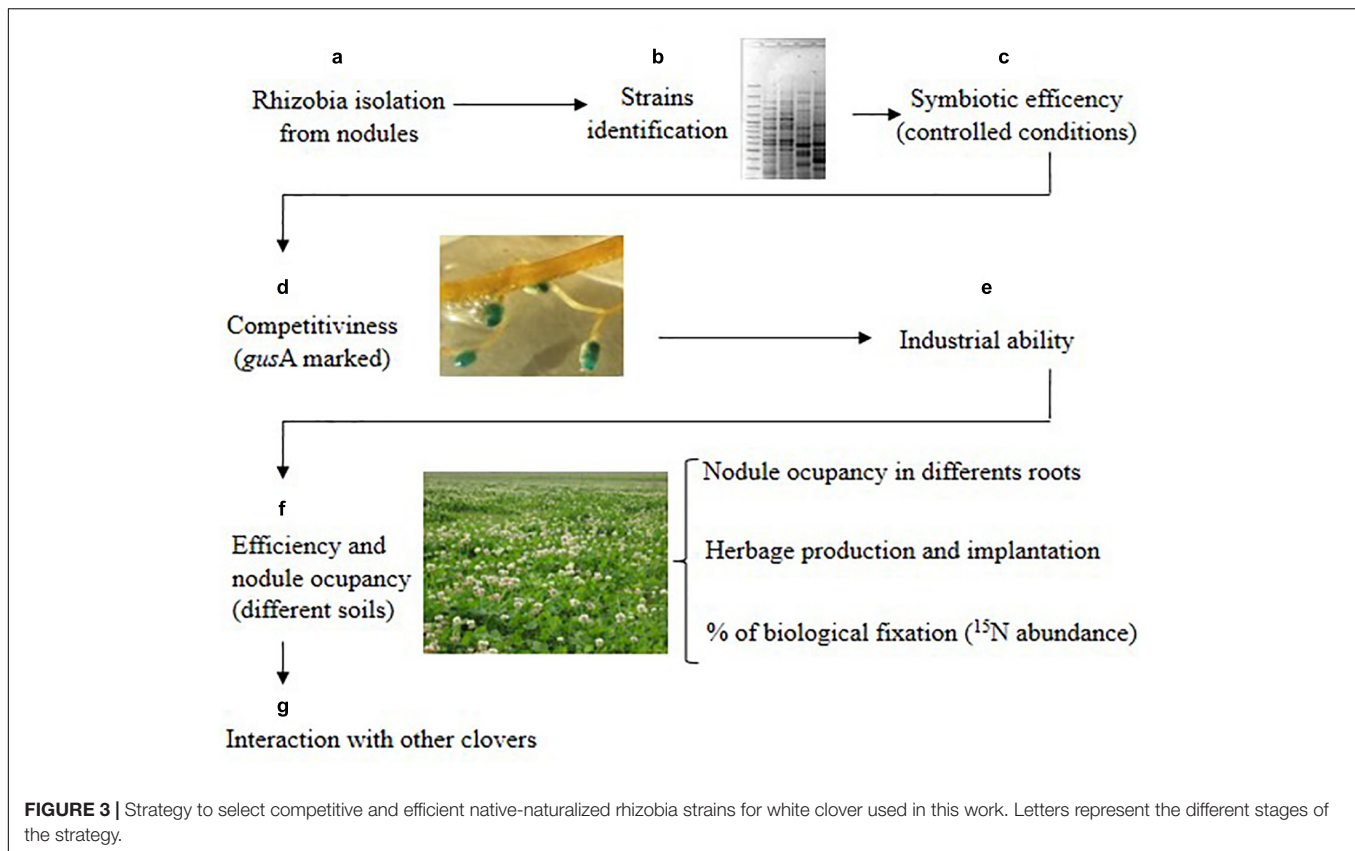 a
Rhizobia isolation
from nodules
b
Strains
identification
c
Symbiotic efficency
(controlled conditions)
d
Competitiviness
(gusA marked)
e
Industrial ability
f
Efficiency and
nodule ocupancy
(different soils)
Nodule ocupancy in differents roots
Herbage production and implantation
% of biological fixation (¹⁵N abundance)
g
Interaction with other clovers
FIGURE 3 | Strategy to select competitive and efficient native-naturalized rhizobia strains for white clover used in this work. Letters represent the different stages of
the strategy.